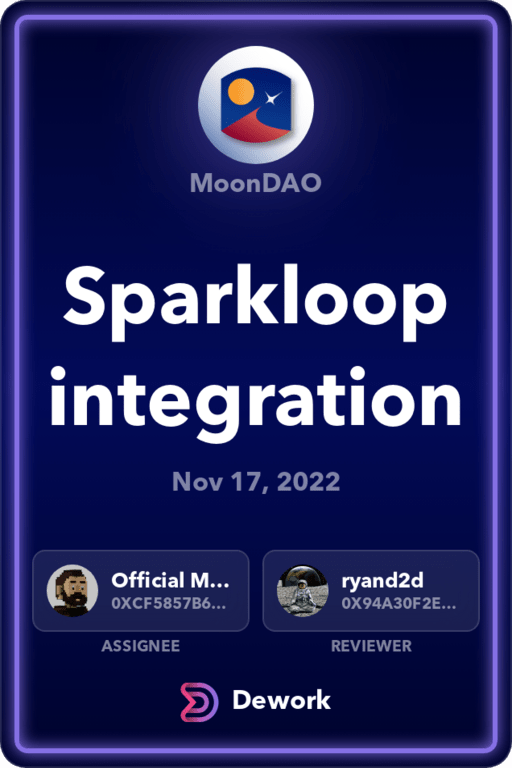 MoonDAO
Sparkloop
integration
Nov 17, 2022
Official M...
0XCF5857B6...
ASSIGNEE
ryand2d
0X94A30F2E...
REVIEWER
Dework